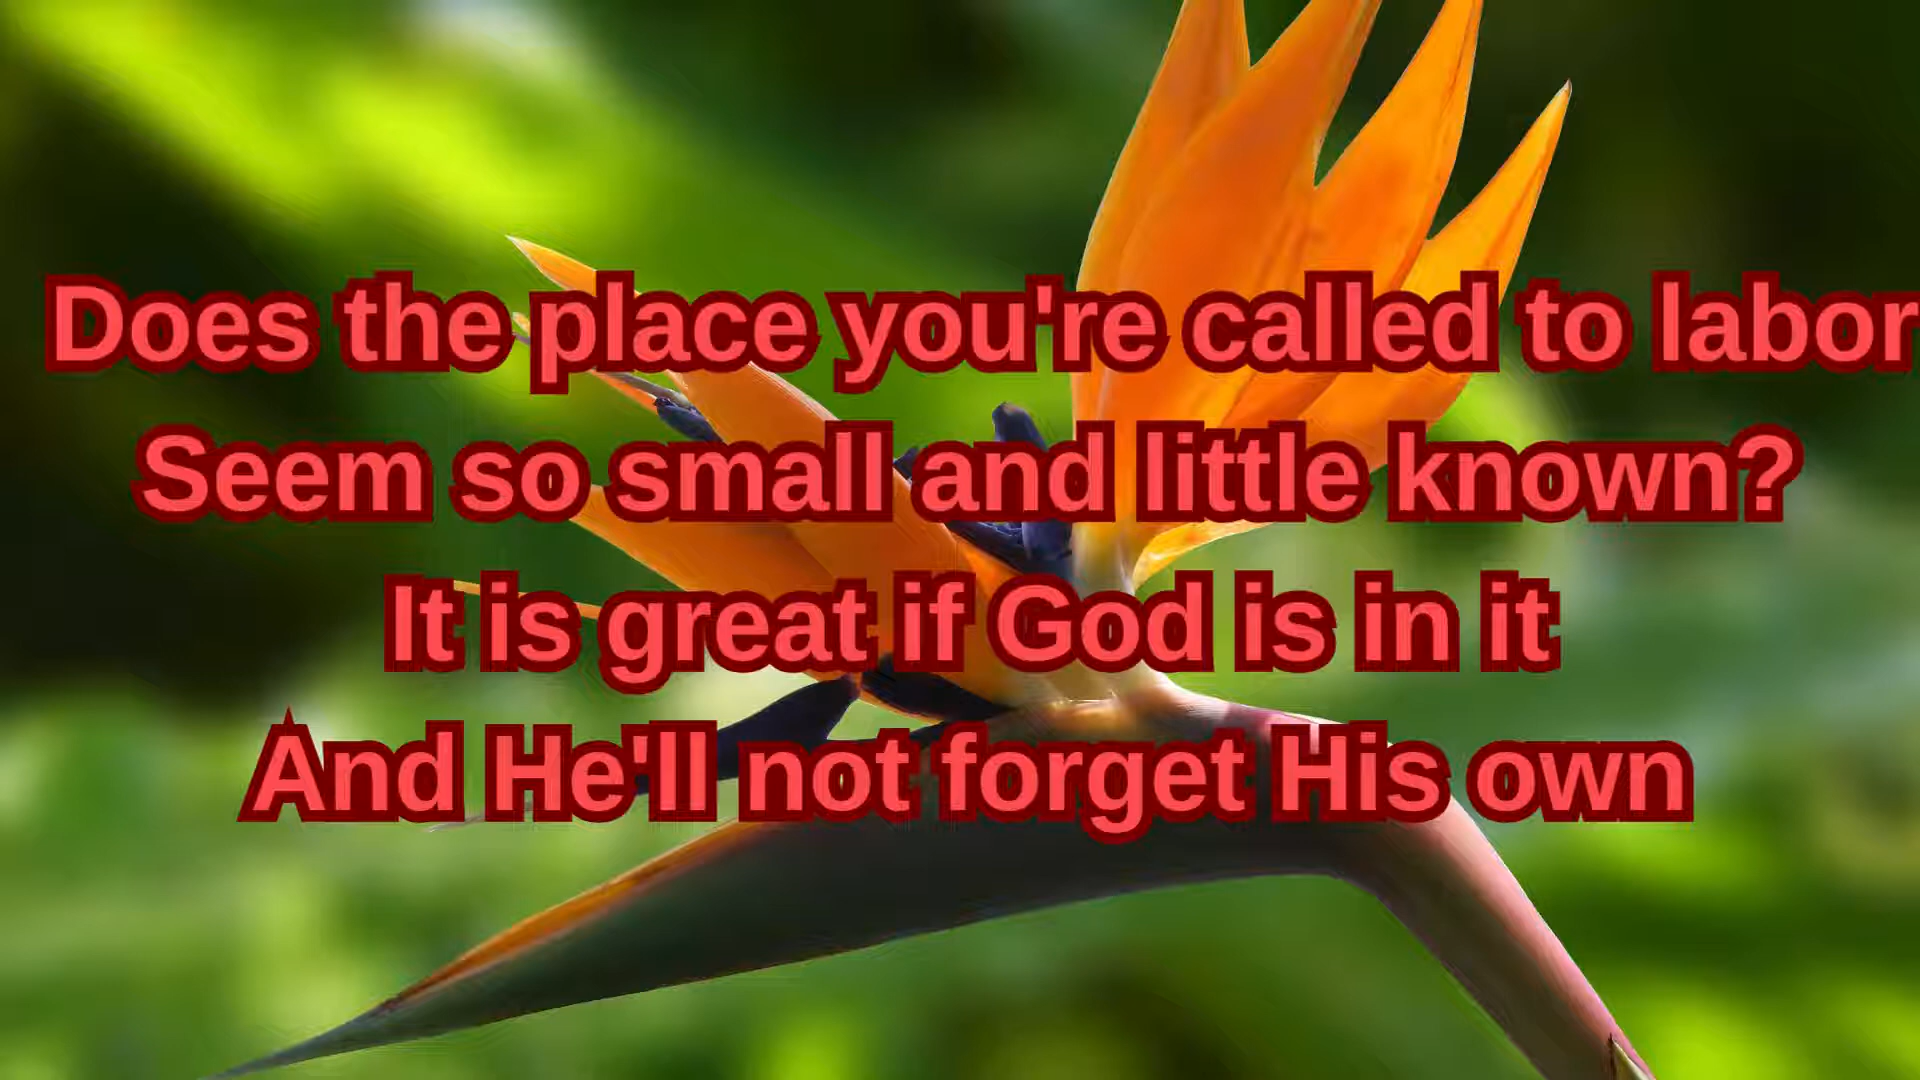 Does the place you're called to labor
Seem so small and little known?
It is great if God is in it
And He'll not forget His own